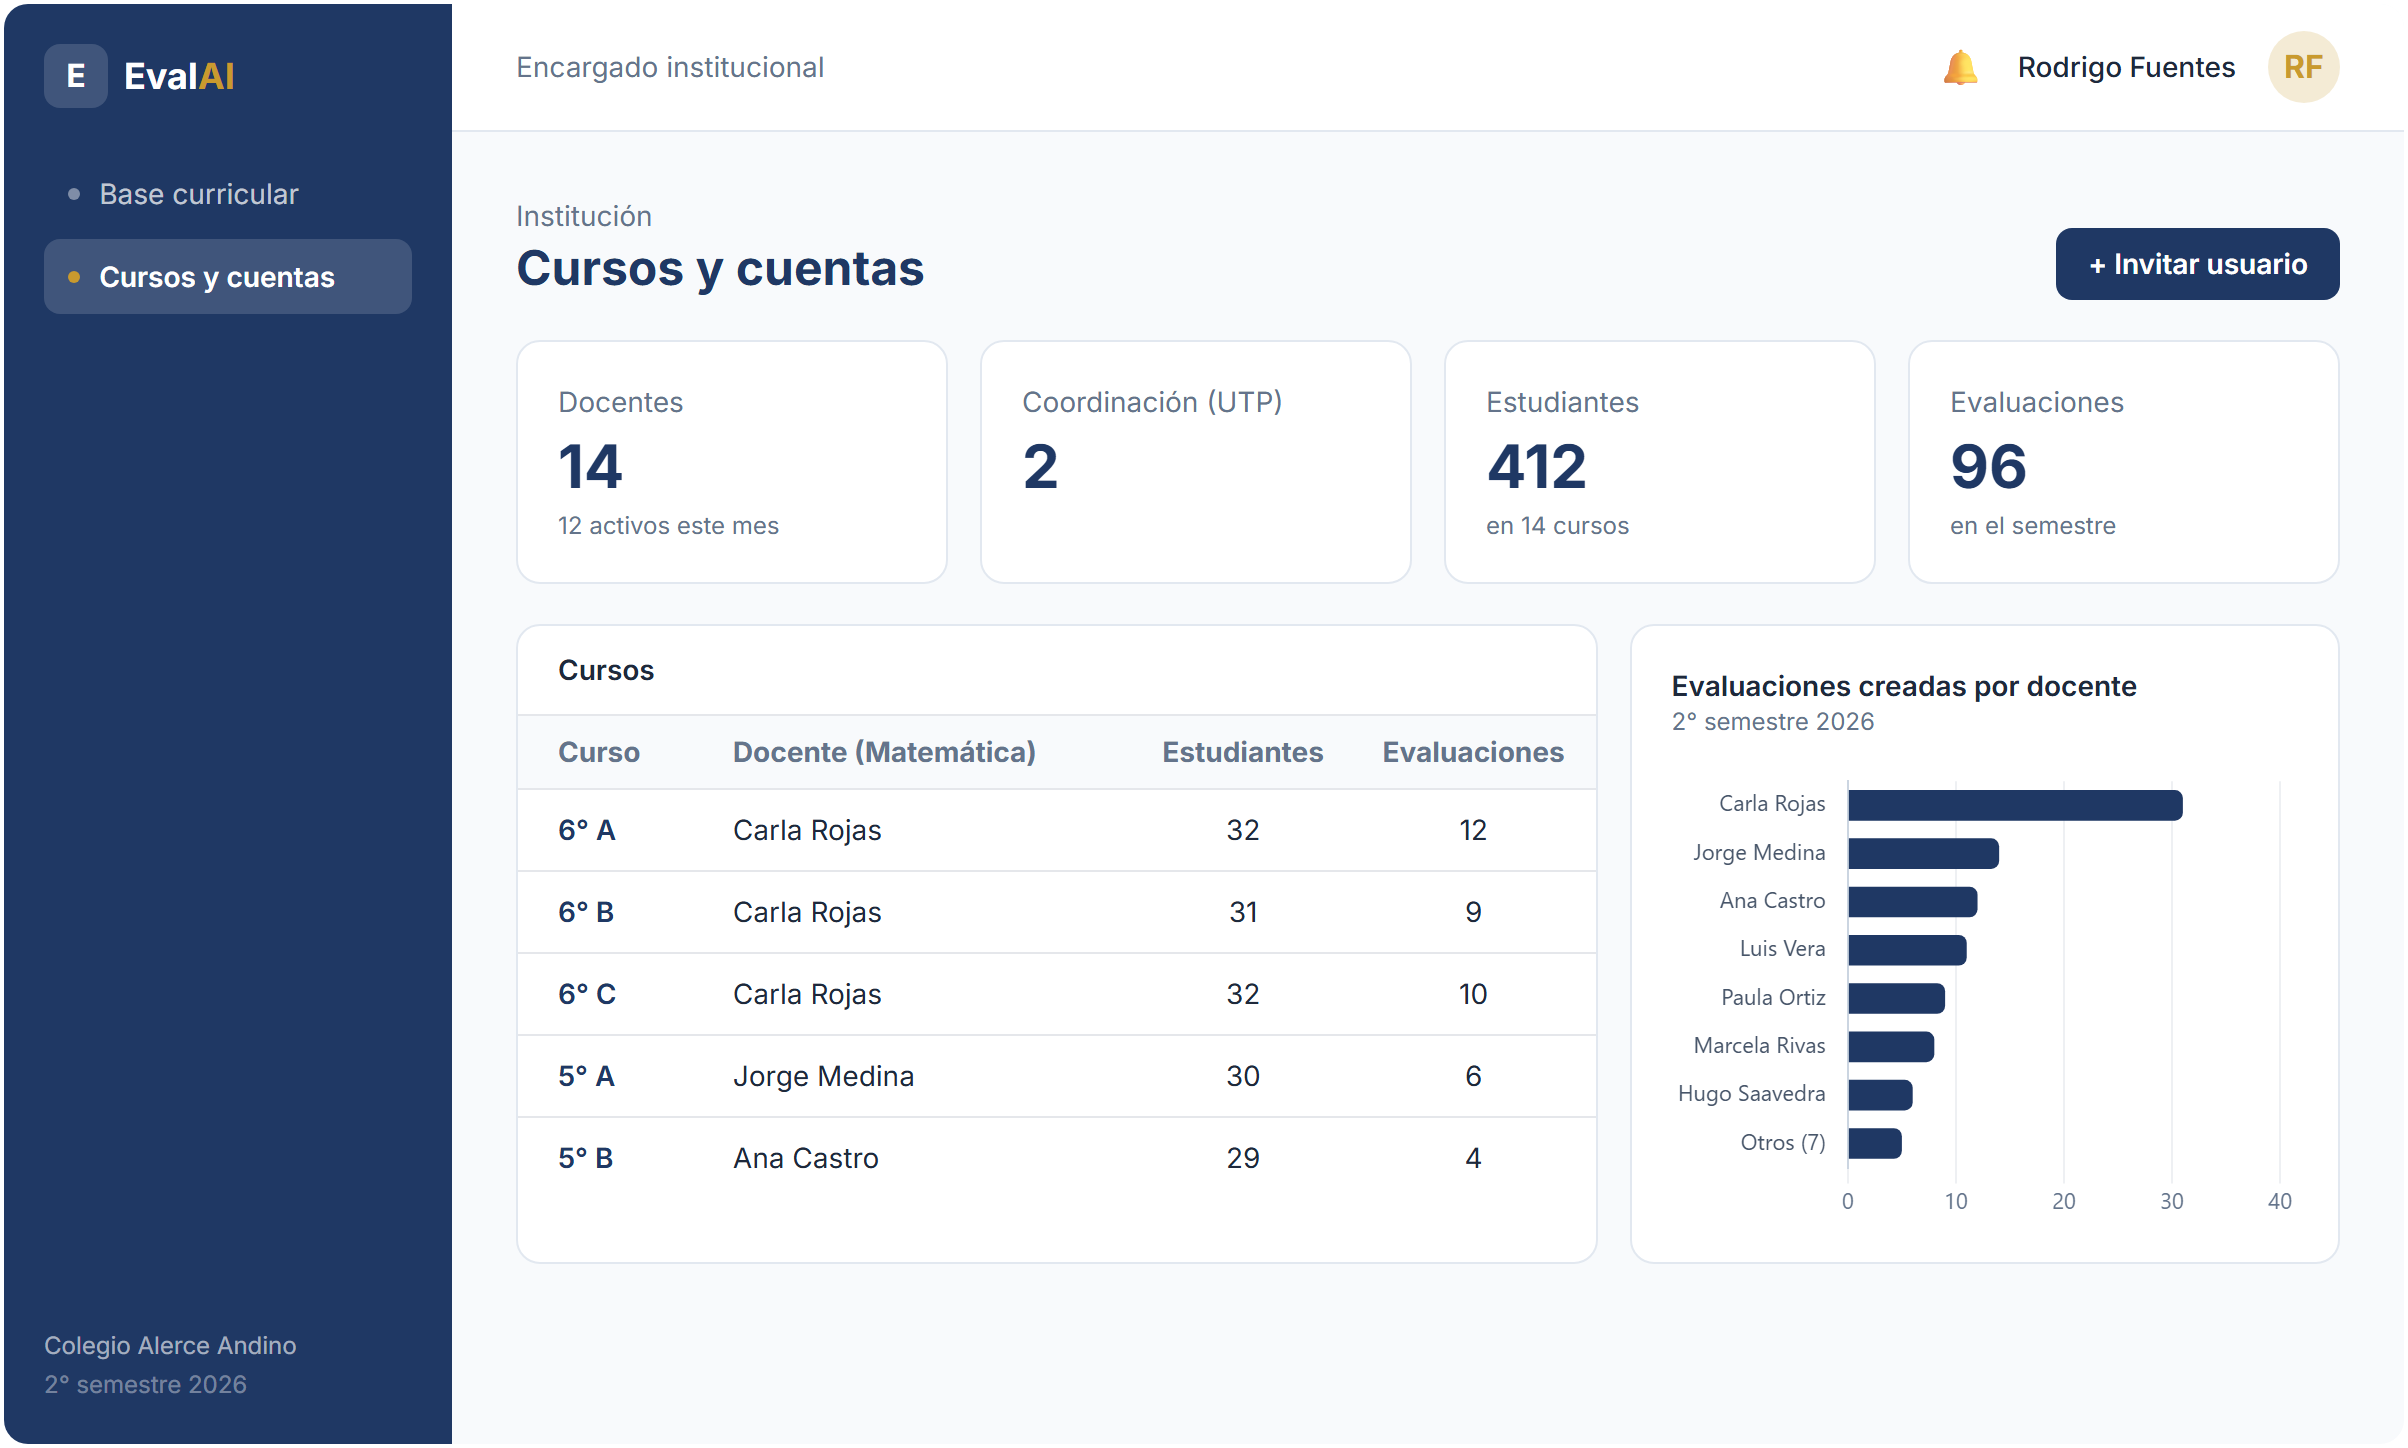 E EvalAI
Base curricular
Cursos y cuentas
Colegio Alerce Andino
2° semestre 2026
Encargado institucional
Rodrigo Fuentes RF
Institución
Cursos y cuentas
+ Invitar usuario
Docentes
14
12 activos este mes
Coordinación (UTP)
2
Estudiantes
412
en 14 cursos
Evaluaciones
96
en el semestre
Cursos
Curso Docente (Matemática) Estudiantes Evaluaciones
6° A Carla Rojas 32 12
6° B Carla Rojas 31 9
6° C Carla Rojas 32 10
5° A Jorge Medina 30 6
5° B Ana Castro 29 4
Evaluaciones creadas por docente
2° semestre 2026
Carla Rojas
Jorge Medina
Ana Castro
Luis Vera
Paula Ortiz
Marcela Rivas
Hugo Saavedra
Otros (7)
0 10 20 30 40